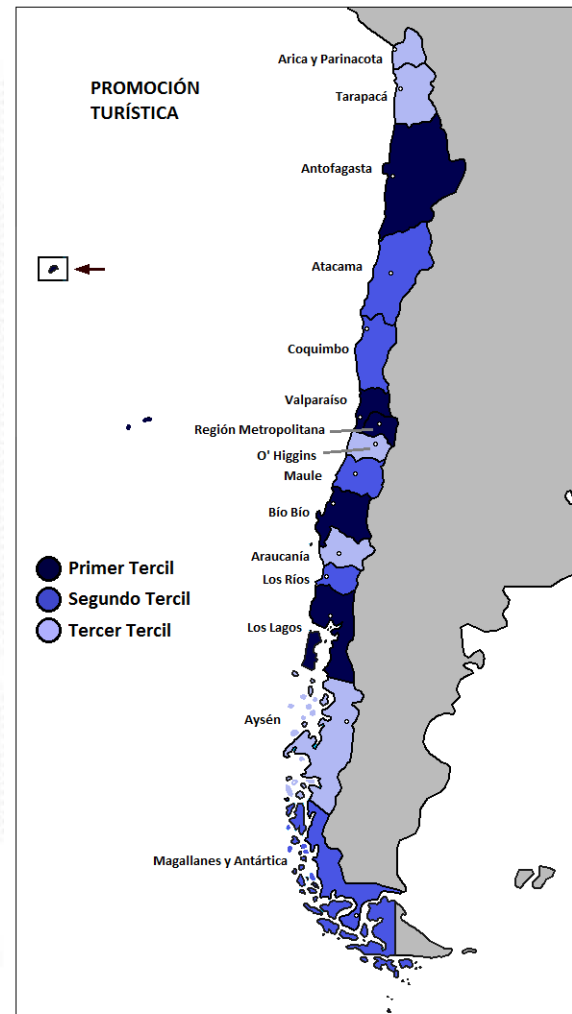 PROMOCIÓN
TURÍSTICA
Arica y Parinacota
Tarapacá
Antofagasta
Atacama
Coquimbo
Valparaíso
Región Metropolitana
O' Higgins
Maule
Bío Bío
Araucanía
Los Ríos
Primer Tercil
Segundo Tercil
Los Lagos
Tercer Tercil
Aysén
Magallanes y Antártica